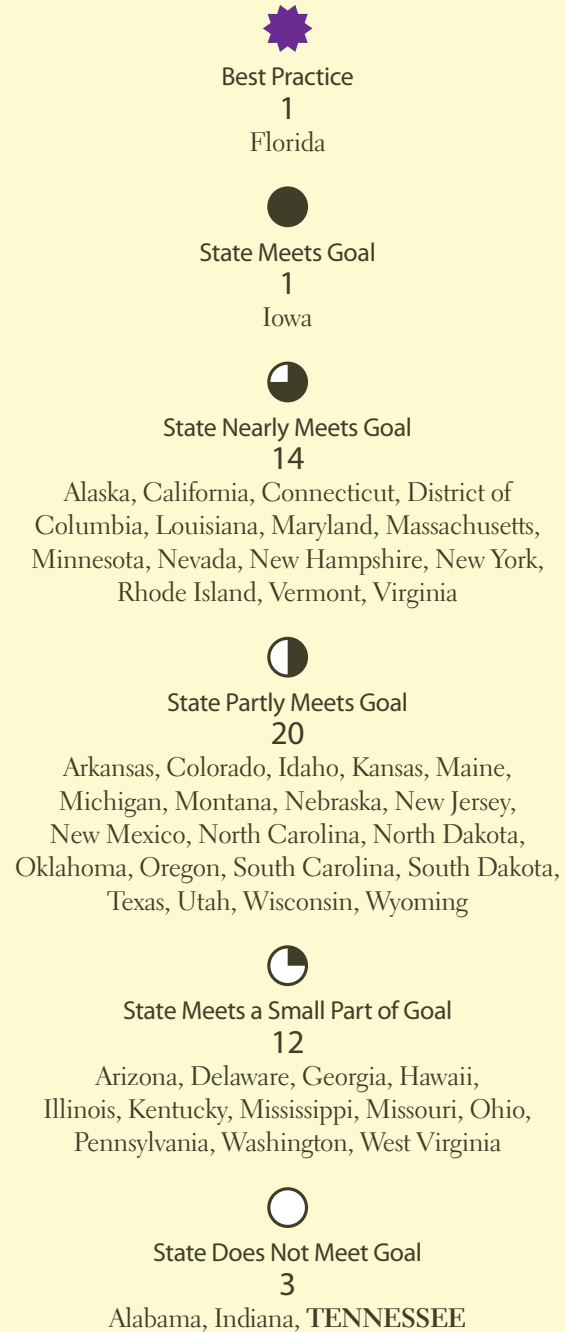 Best Practice
1
Florida
State Meets Goal
1
Iowa
State Nearly Meets Goal
14
Alaska, California, Connecticut, District of
Columbia, Louisiana, Maryland, Massachusetts,
Minnesota, Nevada, New Hampshire, New York,
Rhode Island, Vermont, Virginia
State Partly Meets Goal
20
Arkansas, Colorado, Idaho, Kansas, Maine,
Michigan, Montana, Nebraska, New Jersey,
New Mexico, North Carolina, North Dakota,
Oklahoma, Oregon, South Carolina, South Dakota,
Texas, Utah, Wisconsin, Wyoming
State Meets a Small Part of Goal
12
Arizona, Delaware, Georgia, Hawaii,
Illinois, Kentucky, Mississippi, Missouri, Ohio,
Pennsylvania, Washington, West Virginia
State Does Not Meet Goal
3
Alabama, Indiana, TENNESSEE